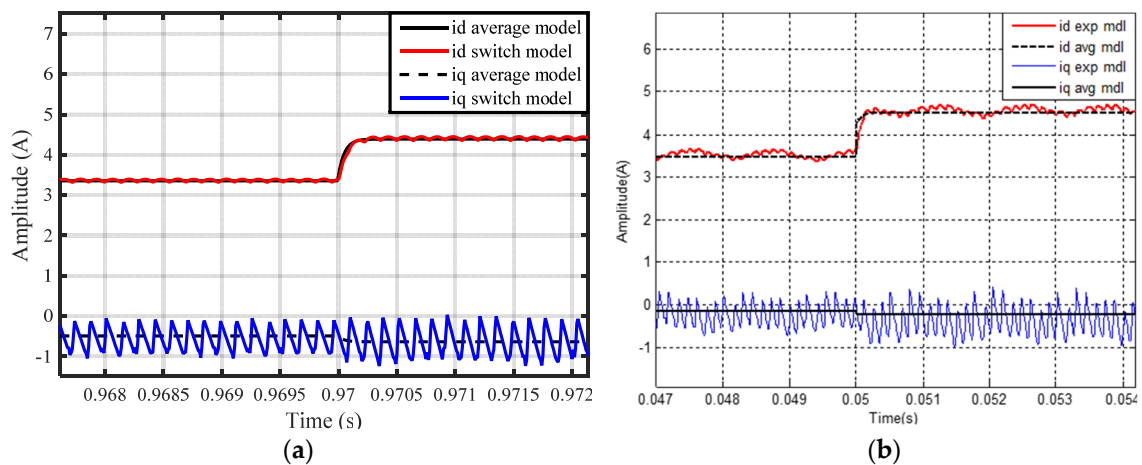 id average model
id switch model
iq average model
iq switch model
7
6
5
4
3
2
1
0
-1
Amplitude (A)
0.968 0.9685 0.969 0.9695 0.97 0.9705 0.971 0.9715 0.972
Time (s)
(a)
id exp mdl
id avg mdl
iq exp mdl
iq avg mdl
6
5
4
3
2
1
0
-1
Amplitude(A)
0.047 0.048 0.049 0.05 0.051 0.052 0.053 0.054
Time(s)
(b)